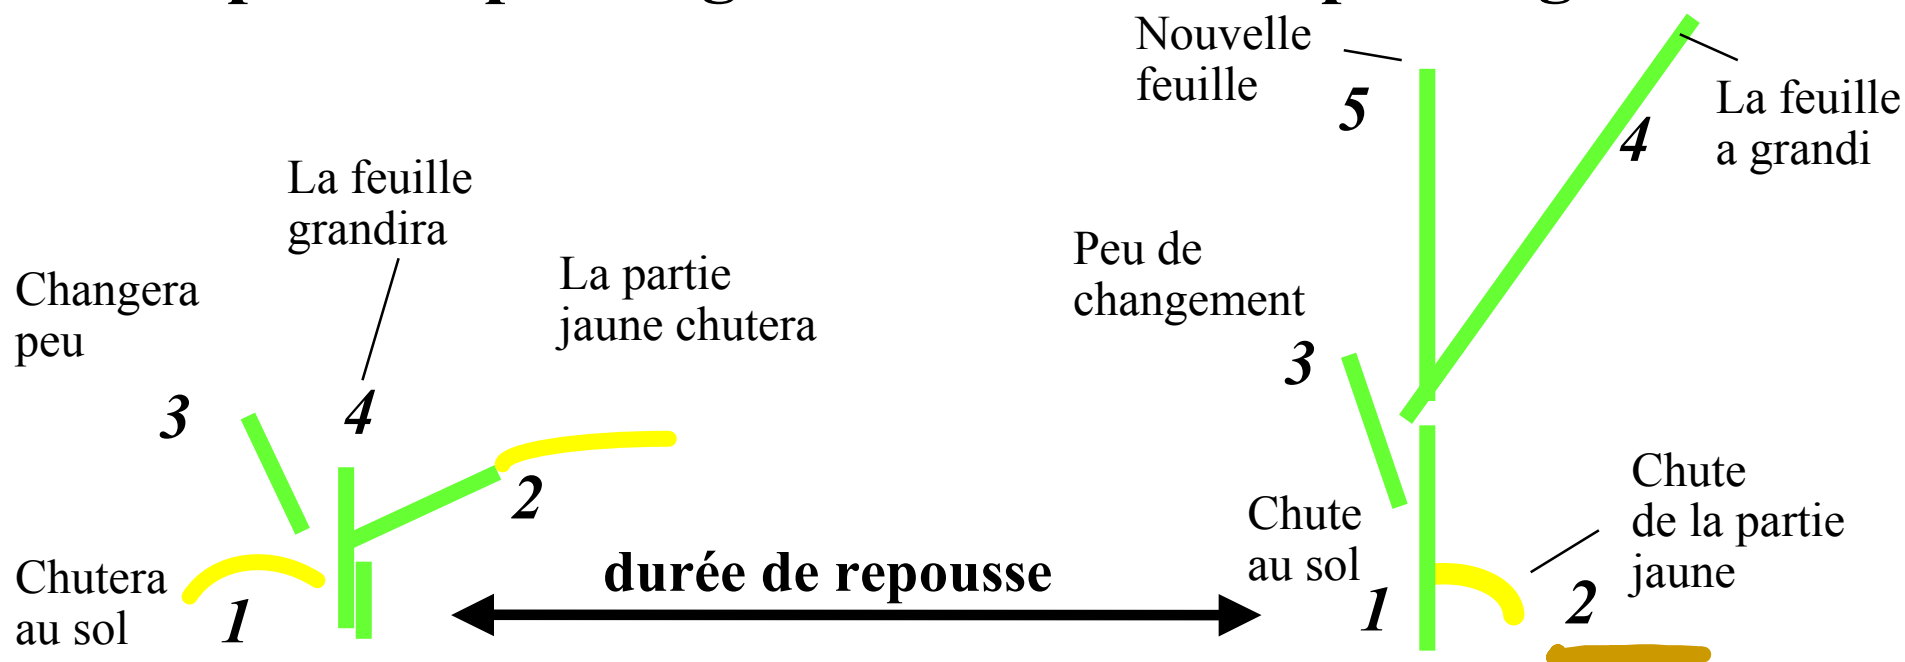 Nouvelle
feuille
5
La feuille
a grandi
4
La feuille
grandira
Changera
peu
La partie
jaune chutera
Peu de
changement
3
4
3
2
Chutera
au sol
1
durée de repousse
Chute
au sol
1
Chute
de la partie
jaune
2